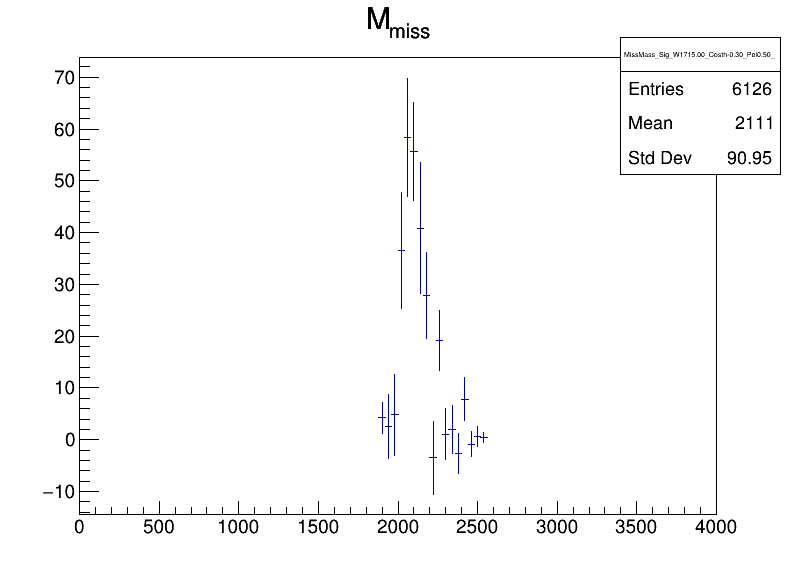 M_miss
MissMass_Sig_W1715.00_Costh-0.30_Pol0.50_
Entries 6126
Mean 2111
Std Dev 90.95
70
60
50
40
30
20
10
0
−10
0 500 1000 1500 2000 2500 3000 3500 4000